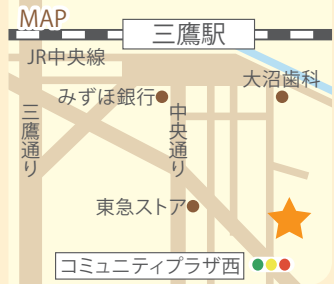 MAP
三鷹駅
JR中央線
大沼歯科
みずほ銀行
三鷹通り
中央通り
東急ストア
コミュニティプラザ西